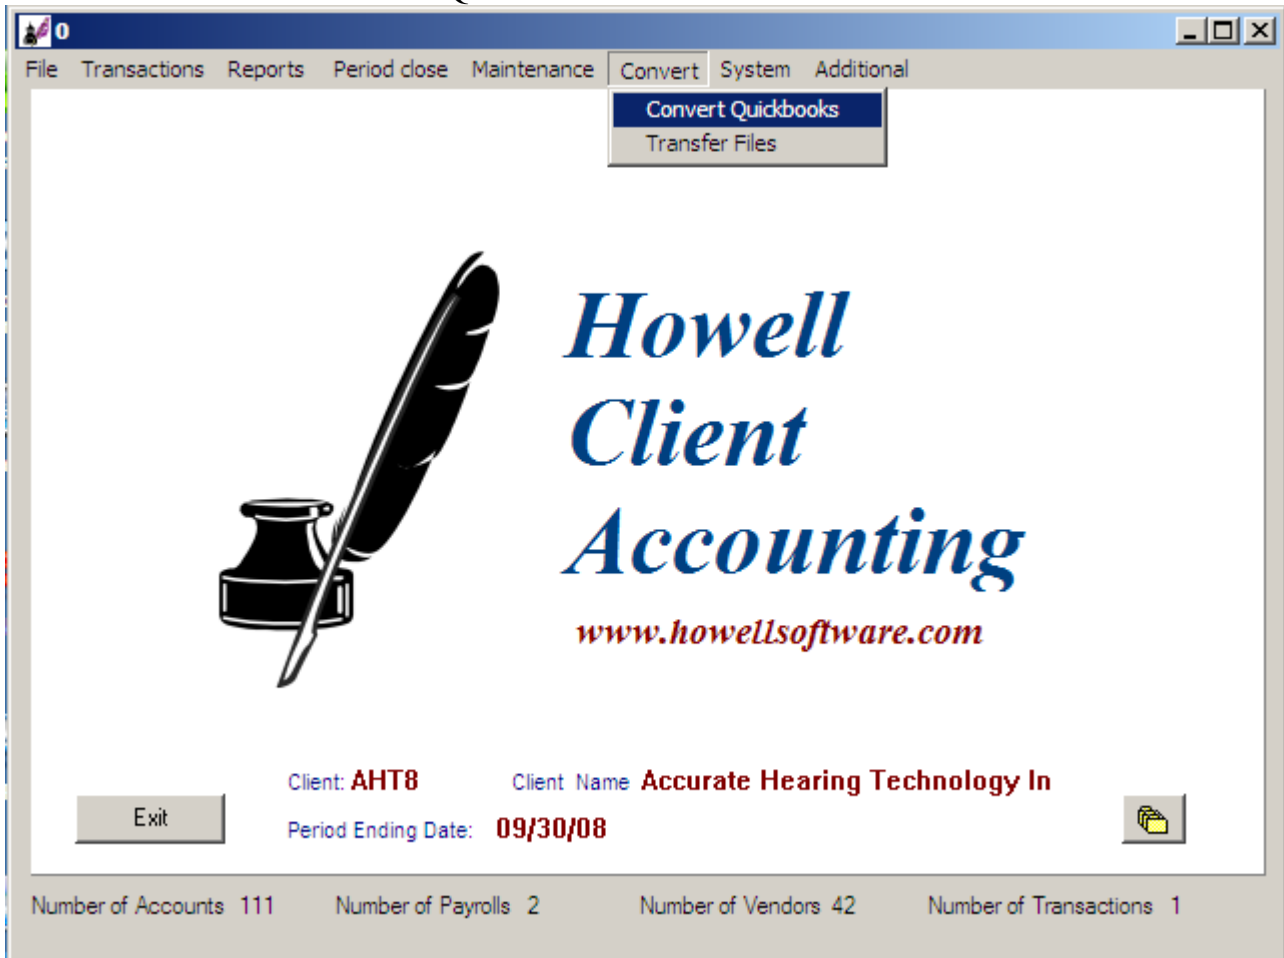 0
File Transactions Reports Period close Maintenance Convert System Additional
Convert Quickbooks
Transfer Files
Howell
Client
Accounting
www.howellsoftware.com
Client: AHT8 Client Name Accurate Hearing Technology In
Exit
Period Ending Date: 09/30/08
Number of Accounts 111 Number of Payrolls 2 Number of Vendors 42 Number of Transactions 1